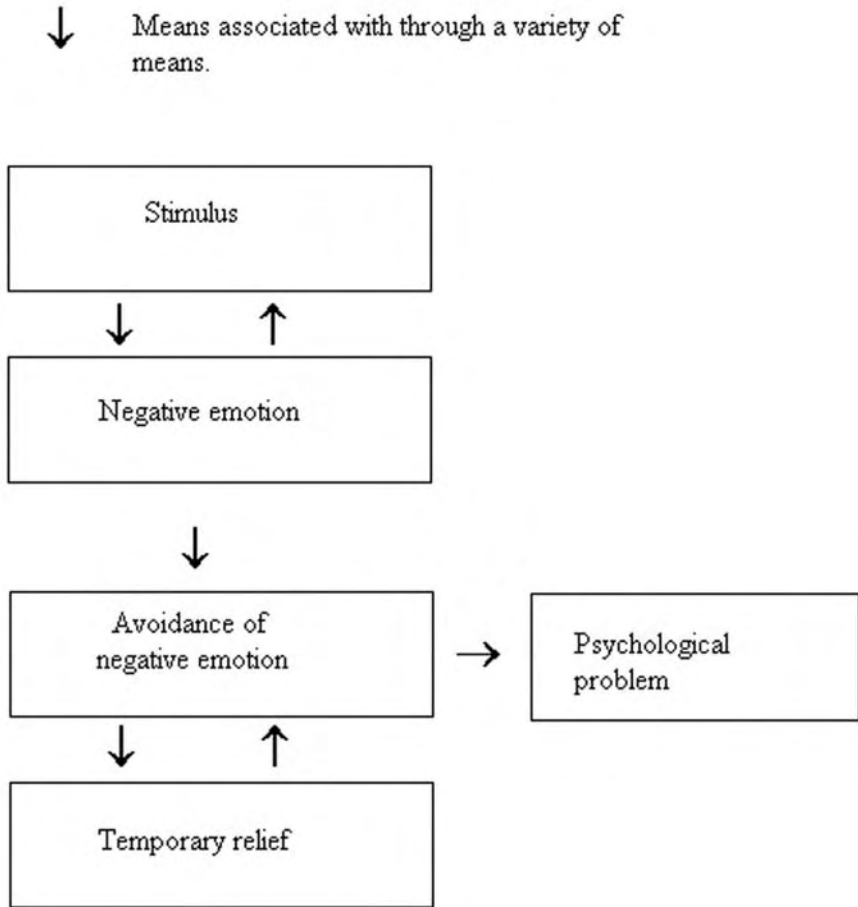 Means associated with through a variety of
means.
Stimulus
Negative emotion
Avoidance of
negative emotion
Psychological
problem
Temporary relief